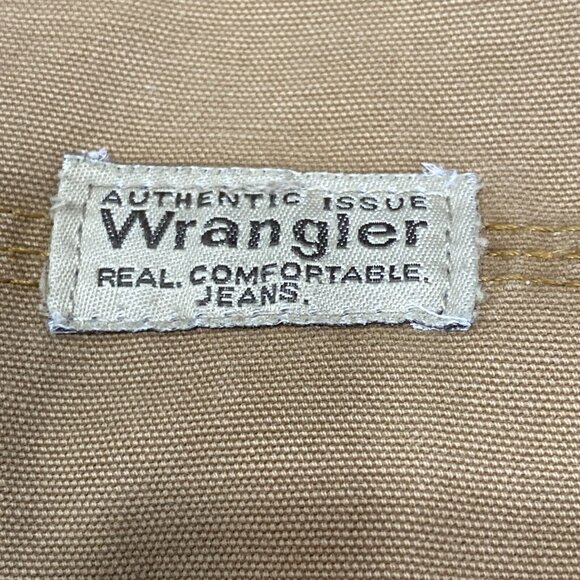 AUTHENTIC ISSUE
Wrangler
REAL. COMFORTABLE.
JEANS.